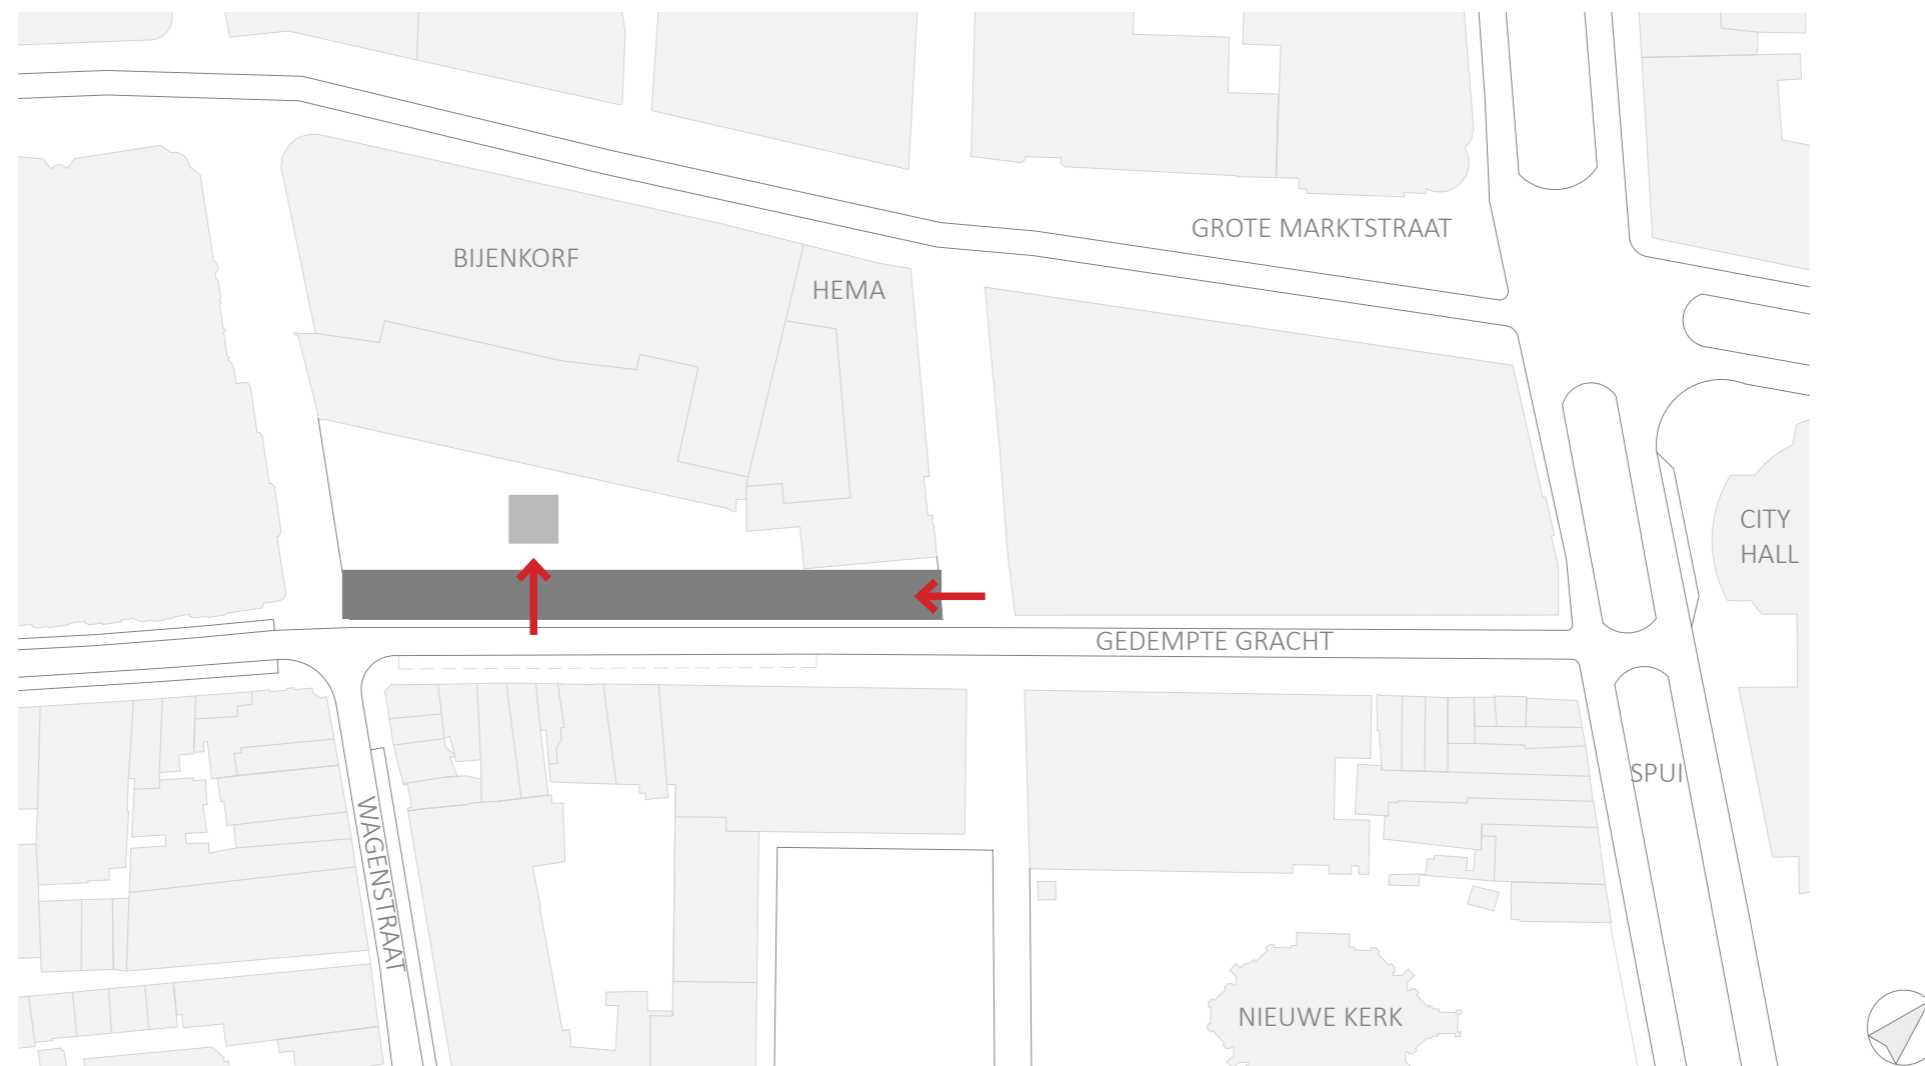 GROTE MARKTSTRAAT
BIJENKORF
HEMA
CITY
HALL
GEDEMPTE GRACHT
SPUI
WAGENSTRAAT
NIEUWE KERK